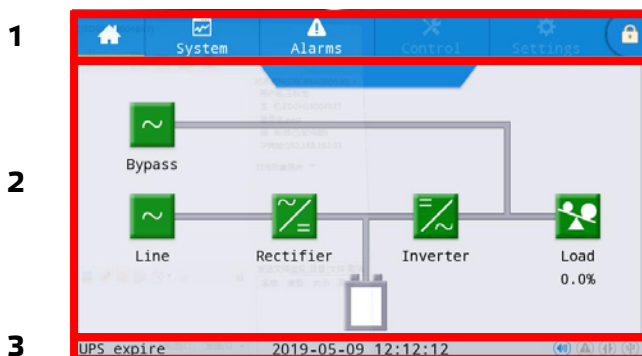 1
System Alarms Control Settings
2
Bypass
Line Rectifier Inverter Load
0.0%
3
UPS expire 2019-05-09 12:12:12